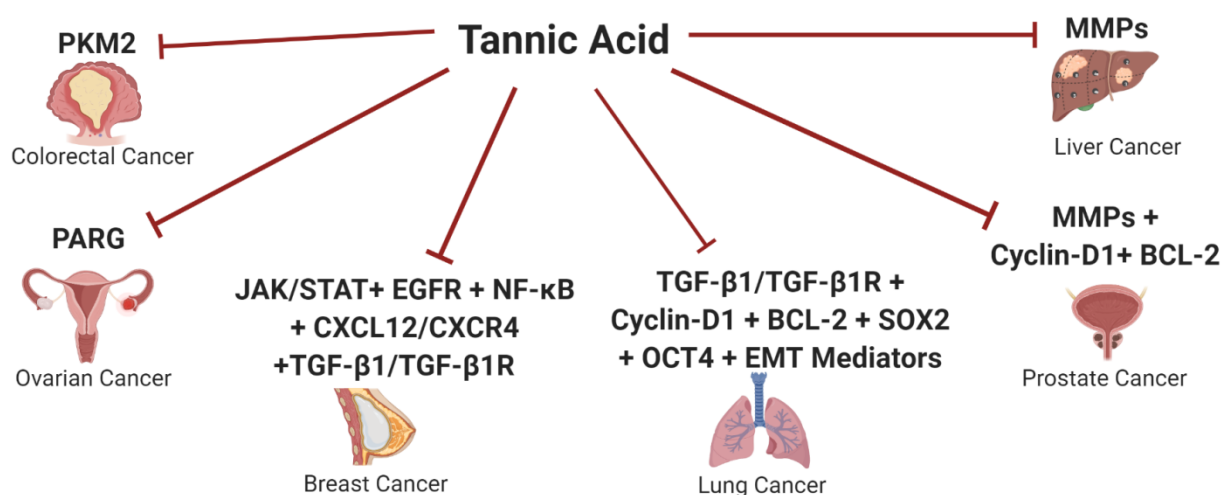 Tannic Acid
PKM2
Colorectal Cancer
MMPs
Liver Cancer
PARG
Ovarian Cancer
JAK/STAT+ EGFR + NF-κB
+ CXCL12/CXCR4
+TGF-β1/TGF-β1R
Breast Cancer
TGF-β1/TGF-β1R +
Cyclin-D1 + BCL-2 + SOX2
+ OCT4 + EMT Mediators
Lung Cancer
MMPs +
Cyclin-D1+ BCL-2
Prostate Cancer